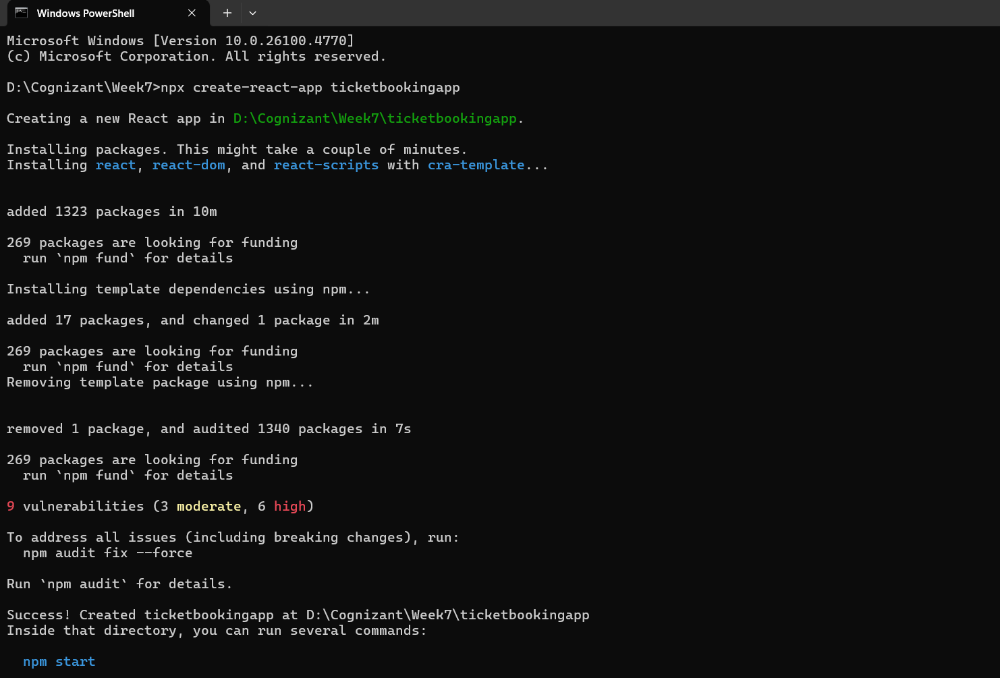 Windows PowerShell
Microsoft Windows [Version 10.0.26100.4770]
(c) Microsoft Corporation. All rights reserved.
D:\Cognizant\Week7>npx create-react-app ticketbookingapp
Creating a new React app in D:\Cognizant\Week7\ticketbookingapp.
Installing packages. This might take a couple of minutes.
Installing react, react-dom, and react-scripts with cra-template...
added 1323 packages in 10m
269 packages are looking for funding
  run `npm fund` for details
Installing template dependencies using npm...
added 17 packages, and changed 1 package in 2m
269 packages are looking for funding
  run `npm fund` for details
Removing template package using npm...
removed 1 package, and audited 1340 packages in 7s
269 packages are looking for funding
  run `npm fund` for details
9 vulnerabilities (3 moderate, 6 high)
To address all issues (including breaking changes), run:
  npm audit fix --force
Run `npm audit` for details.
Success! Created ticketbookingapp at D:\Cognizant\Week7\ticketbookingapp
Inside that directory, you can run several commands:
  npm start